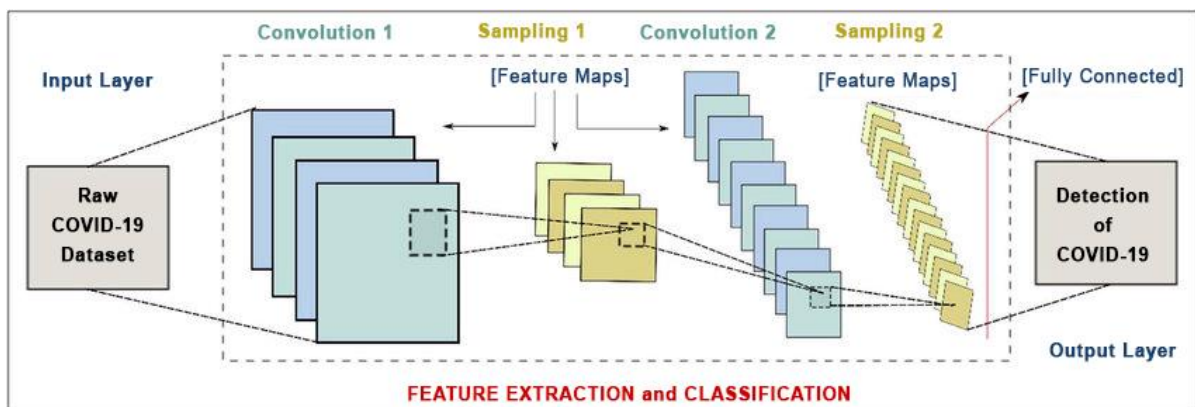 Convolution 1
Sampling 1
Convolution 2
Sampling 2
Input Layer
[Feature Maps]
[Feature Maps]
[Fully Connected]
Raw
COVID-19
Dataset
Detection
of
COVID-19
Output Layer
FEATURE EXTRACTION and CLASSIFICATION